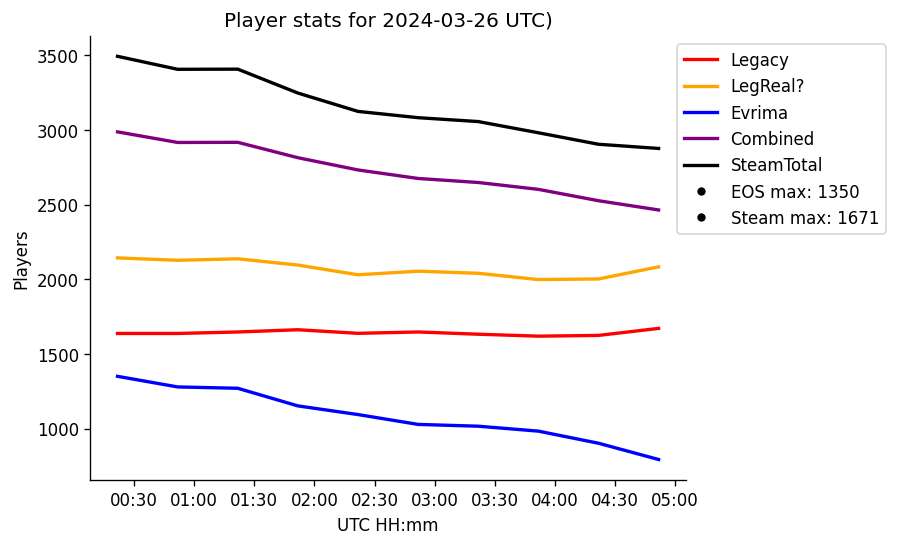 Player stats for 2024-03-26 UTC)
3500
3000
2500
2000
1500
1000
Players
00:30 01:00 01:30 02:00 02:30 03:00 03:30 04:00 04:30 05:00
UTC HH:mm
Legacy
LegReal?
Evrima
Combined
SteamTotal
EOS max: 1350
Steam max: 1671